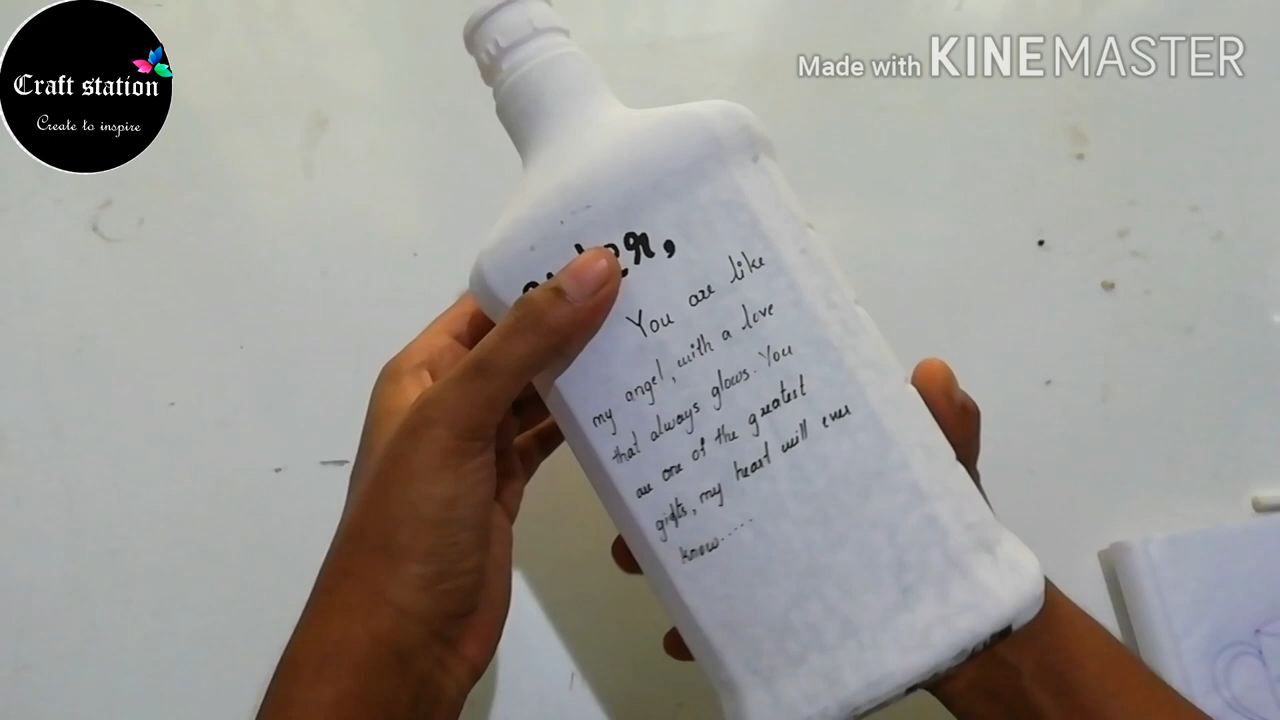 Craft station
Create to inspire
Made with KINEMASTER
You are like
my angel, with a love
that always glows. You
are one of the greatest
gifts, my heart will ever
know.....